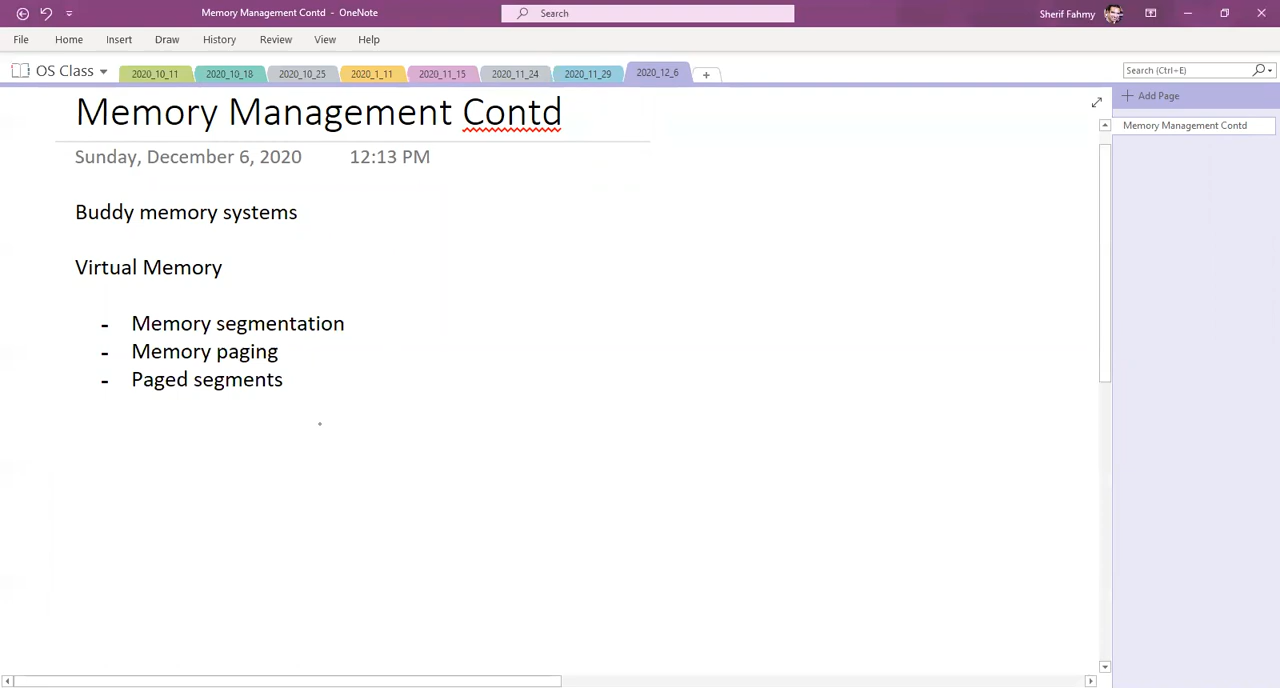 Memory Management Contd - OneNote
Search
Sherif Fahmy
File Home Insert Draw History Review View Help
OS Class
2020_10_11 2020_10_18 2020_10_25 2020_1_11 2020_11_15 2020_11_24 2020_11_29 2020_12_6
Search (Ctrl+E)
Add Page
Memory Management Contd
Memory Management Contd
Sunday, December 6, 2020 12:13 PM
Buddy memory systems
Virtual Memory
- Memory segmentation
- Memory paging
- Paged segments